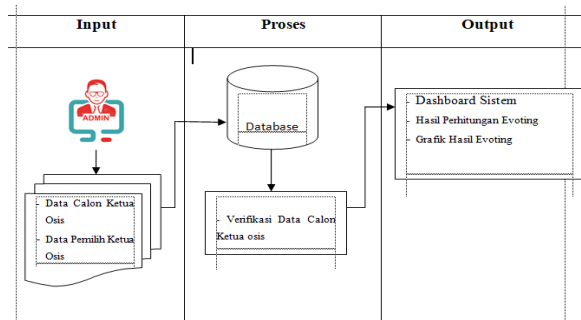 Input
Proses
Output
ADMIN
- Data Calon Ketua
Osis
- Data Pemilih Ketua
Osis
Database
- Verifikasi Data Calon
Ketua osis
- Dashboard Sistem
- Hasil Perhitungan Evoting
- Grafik Hasil Evoting